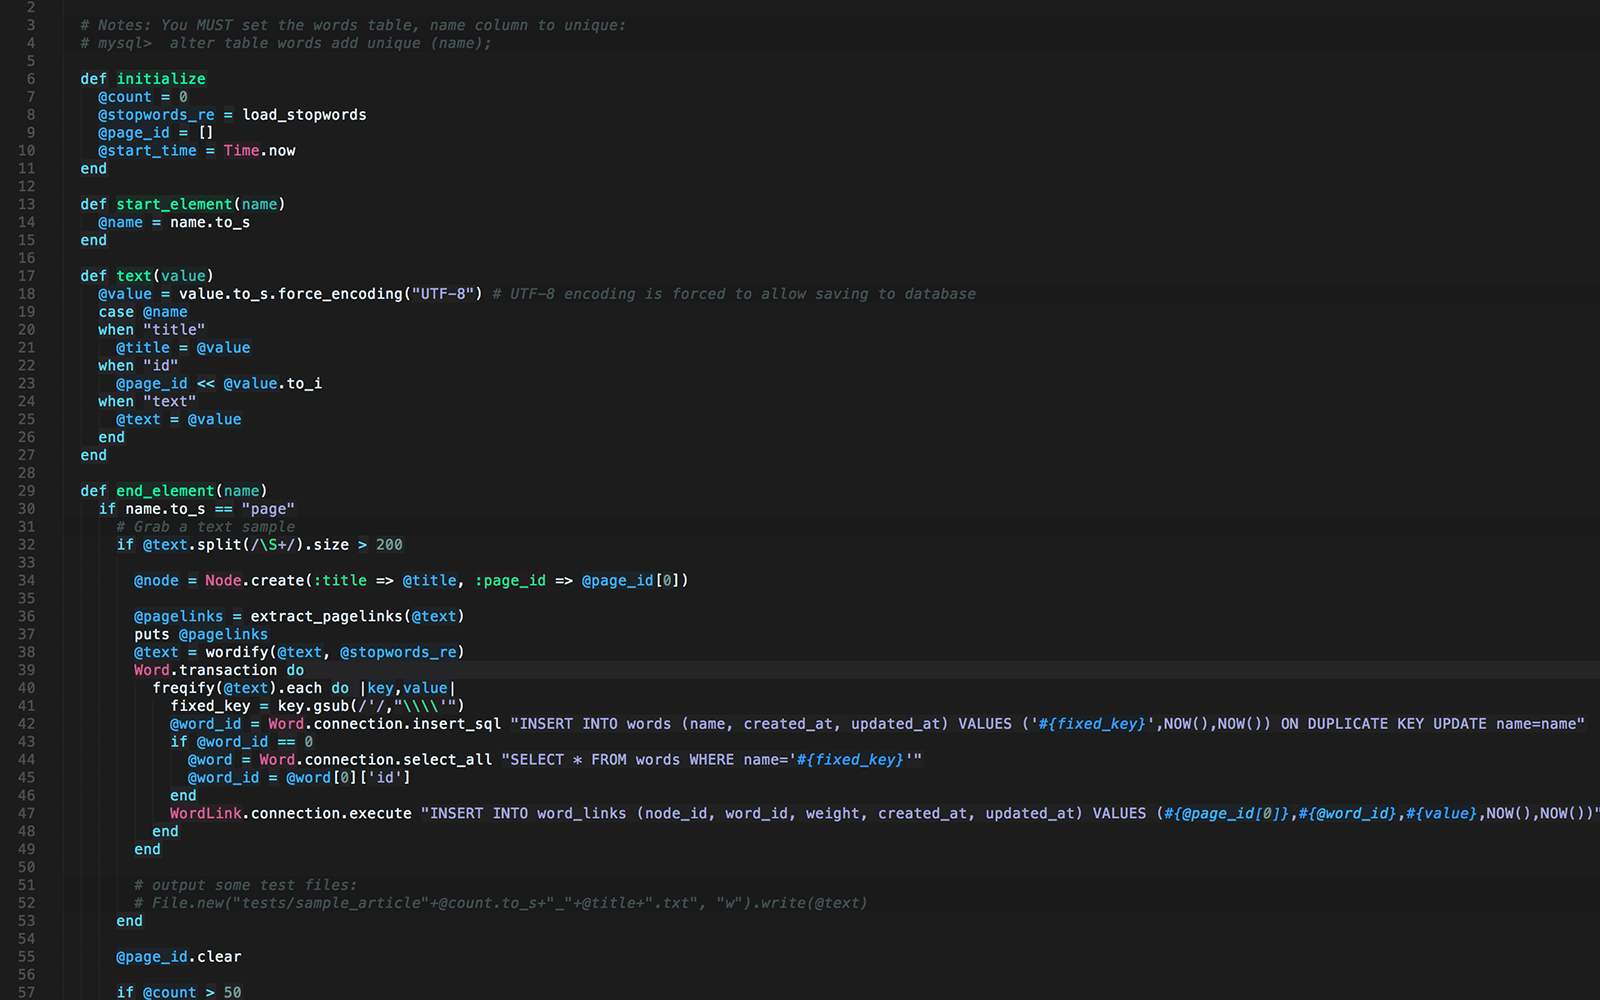 2
3 # Notes: You MUST set the words table, name column to unique:
4 # mysql>  alter table words add unique (name);
5
6 def initialize
7 @count = 0
8 @stopwords_re = load_stopwords
9 @page_id = []
10 @start_time = Time.now
11 end
12
13 def start_element(name)
14 @name = name.to_s
15 end
16
17 def text(value)
18 @value = value.to_s.force_encoding("UTF-8") # UTF-8 encoding is forced to allow saving to database
19 case @name
20 when "title"
21 @title = @value
22 when "id"
23 @page_id << @value.to_i
24 when "text"
25 @text = @value
26 end
27 end
28
29 def end_element(name)
30 if name.to_s == "page"
31 # Grab a text sample
32 if @text.split(/\S+/).size > 200
33
34 @node = Node.create(:title => @title, :page_id => @page_id[0])
35
36 @pagelinks = extract_pagelinks(@text)
37 puts @pagelinks
38 @text = wordify(@text, @stopwords_re)
39 Word.transaction do
40 freqify(@text).each do |key,value|
41 fixed_key = key.gsub(/'/,"\\\\'")
42 @word_id = Word.connection.insert_sql "INSERT INTO words (name, created_at, updated_at) VALUES ('#{fixed_key}',NOW(),NOW()) ON DUPLICATE KEY UPDATE name=name"
43 if @word_id == 0
44 @word = Word.connection.select_all "SELECT * FROM words WHERE name='#{fixed_key}'"
45 @word_id = @word[0]['id']
46 end
47 WordLink.connection.execute "INSERT INTO word_links (node_id, word_id, weight, created_at, updated_at) VALUES (#{@page_id[0]},#{@word_id},#{value},NOW(),NOW())"
48 end
49 end
50
51 # output some test files:
52 # File.new("tests/sample_article"+@count.to_s+"_"+@title+".txt", "w").write(@text)
53 end
54
55 @page_id.clear
56
57 if @count > 50